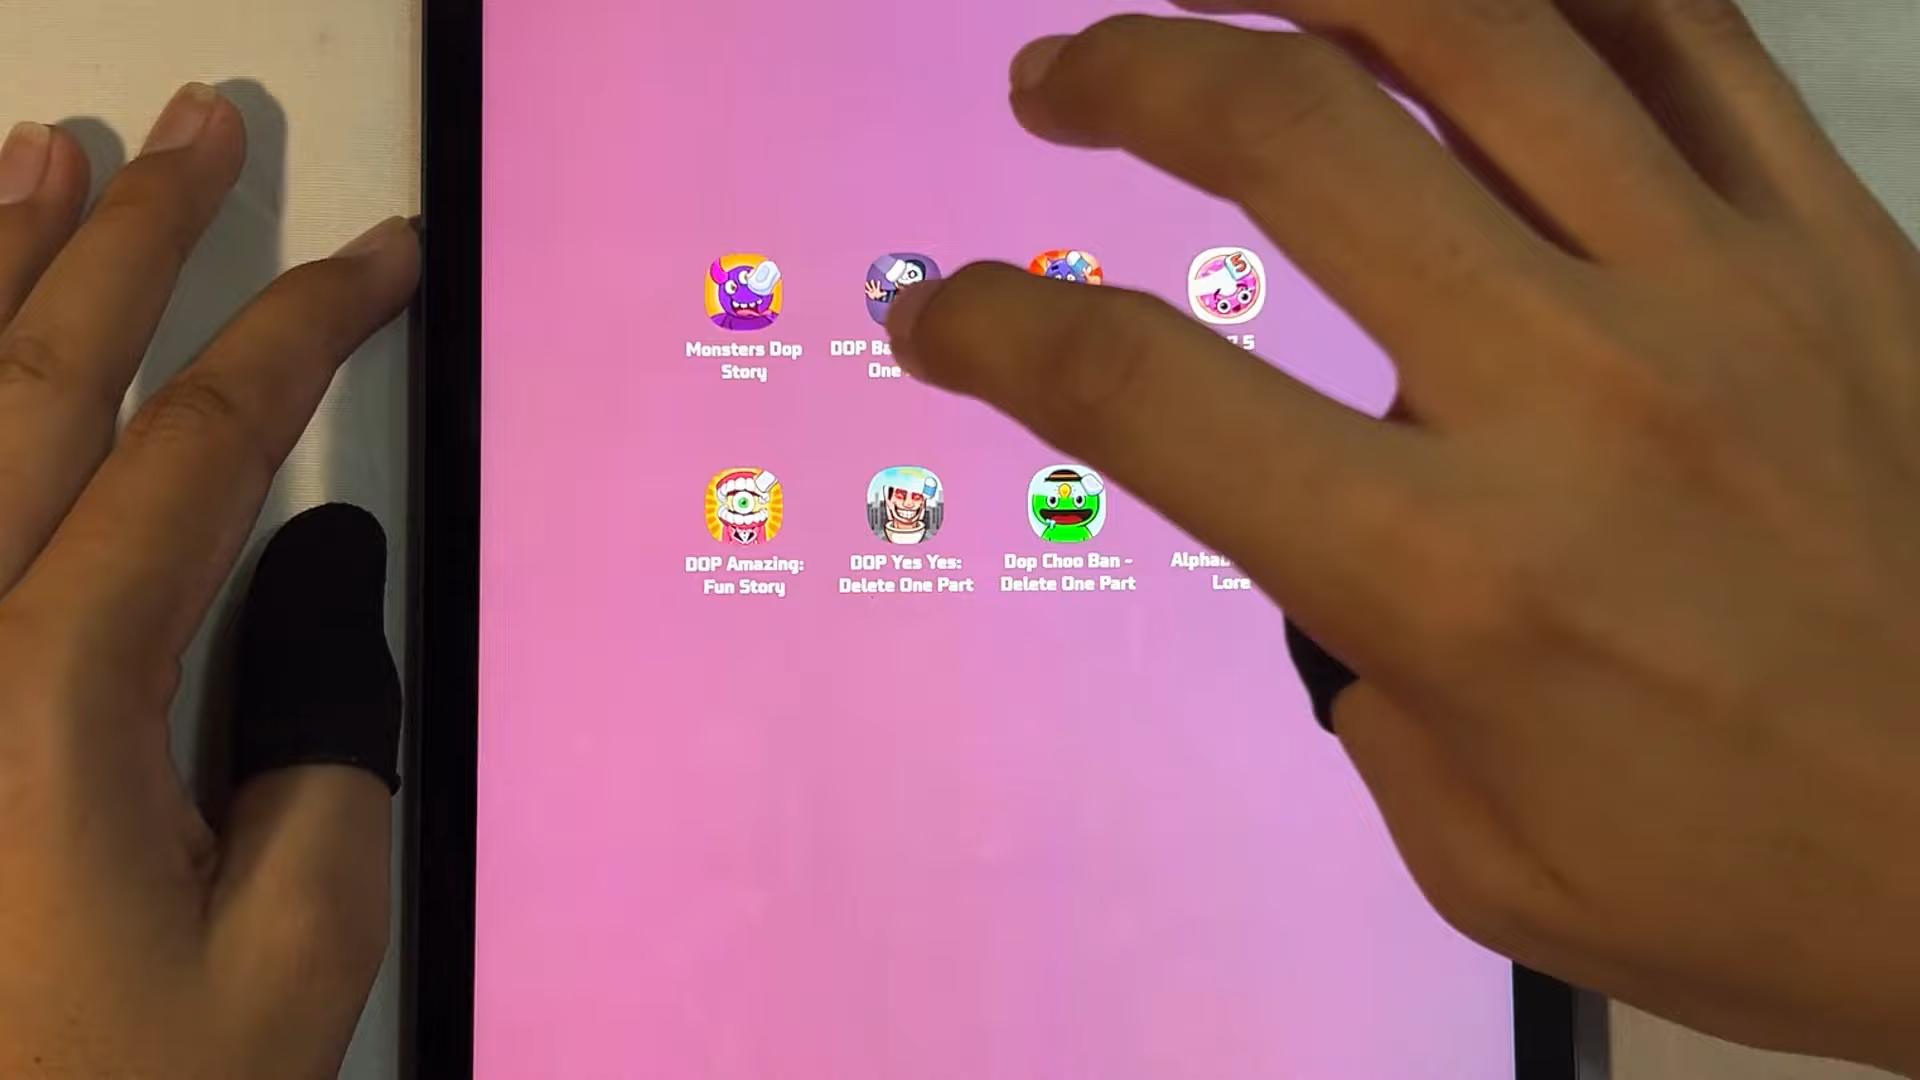 Monsters Dop
Story
DOP
One
5
DOP Amazing:
Fun Story
DOP Yes Yes:
Delete One Part
Dop Choo Ban -
Delete One Part
Lore